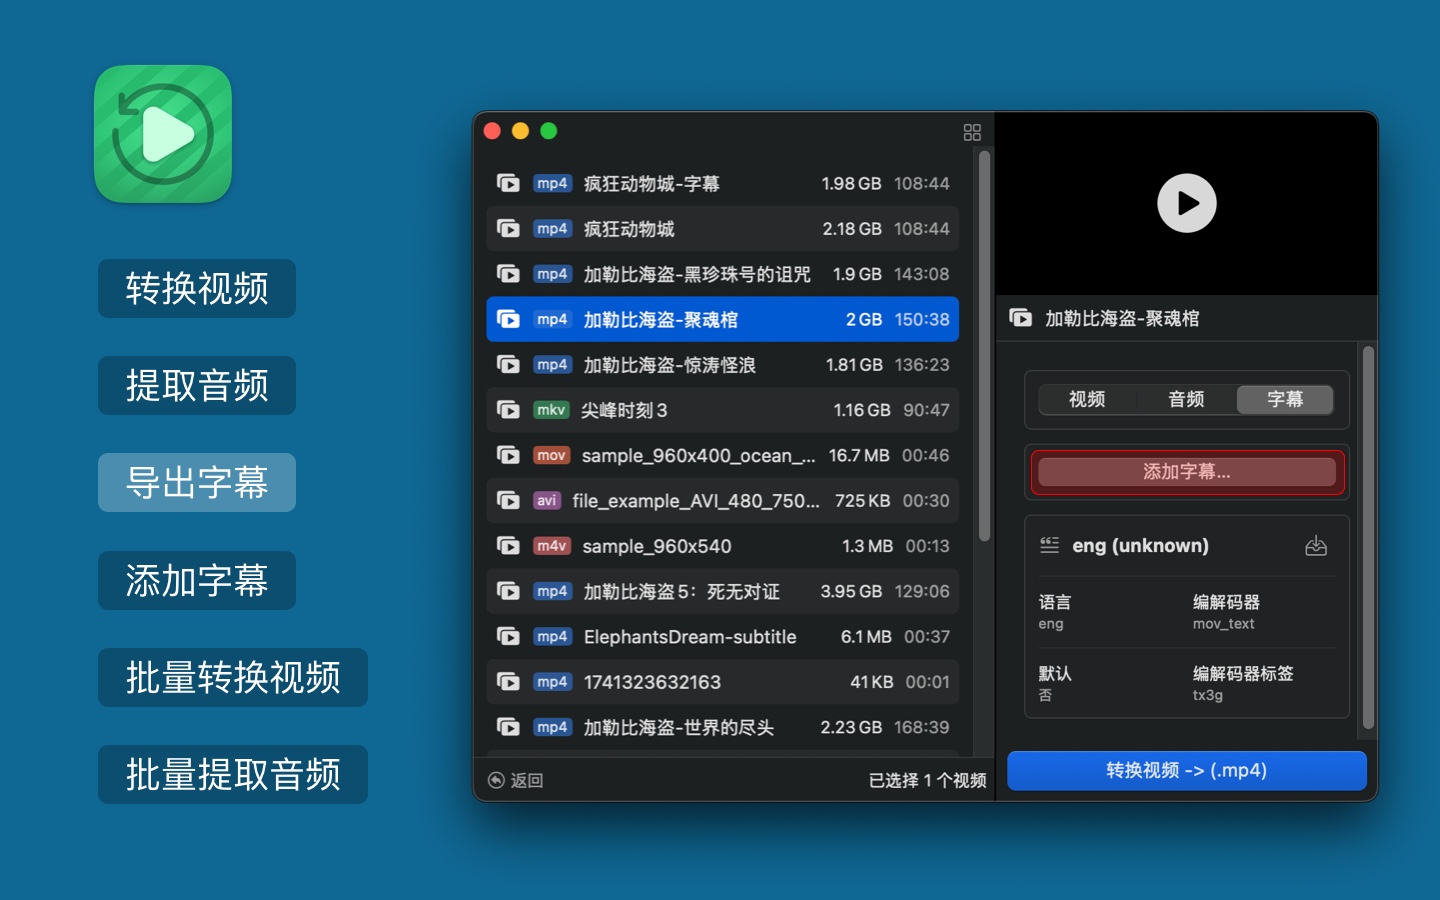 转换视频
提取音频
导出字幕
添加字幕
批量转换视频
批量提取音频
mp4 疯狂动物城-字幕 1.98 GB 108:44
mp4 疯狂动物城 2.18 GB 108:44
mp4 加勒比海盗-黑珍珠号的诅咒 1.9 GB 143:08
mp4 加勒比海盗-聚魂棺 2 GB 150:38
mp4 加勒比海盗-惊涛怪浪 1.81 GB 136:23
mkv 尖峰时刻 3 1.16 GB 90:47
mov sample_960x400_ocean_... 16.7 MB 00:46
avi file_example_AVI_480_750... 725 KB 00:30
m4v sample_960x540 1.3 MB 00:13
mp4 加勒比海盗 5：死无对证 3.95 GB 129:06
mp4 ElephantsDream-subtitle 6.1 MB 00:37
mp4 1741323632163 41 KB 00:01
mp4 加勒比海盗-世界的尽头 2.23 GB 168:39
返回 已选择 1 个视频
加勒比海盗-聚魂棺
视频 音频 字幕
添加字幕...
eng (unknown)
语言 编解码器
eng mov_text
默认 编解码器标签
否 tx3g
转换视频 -> (.mp4)